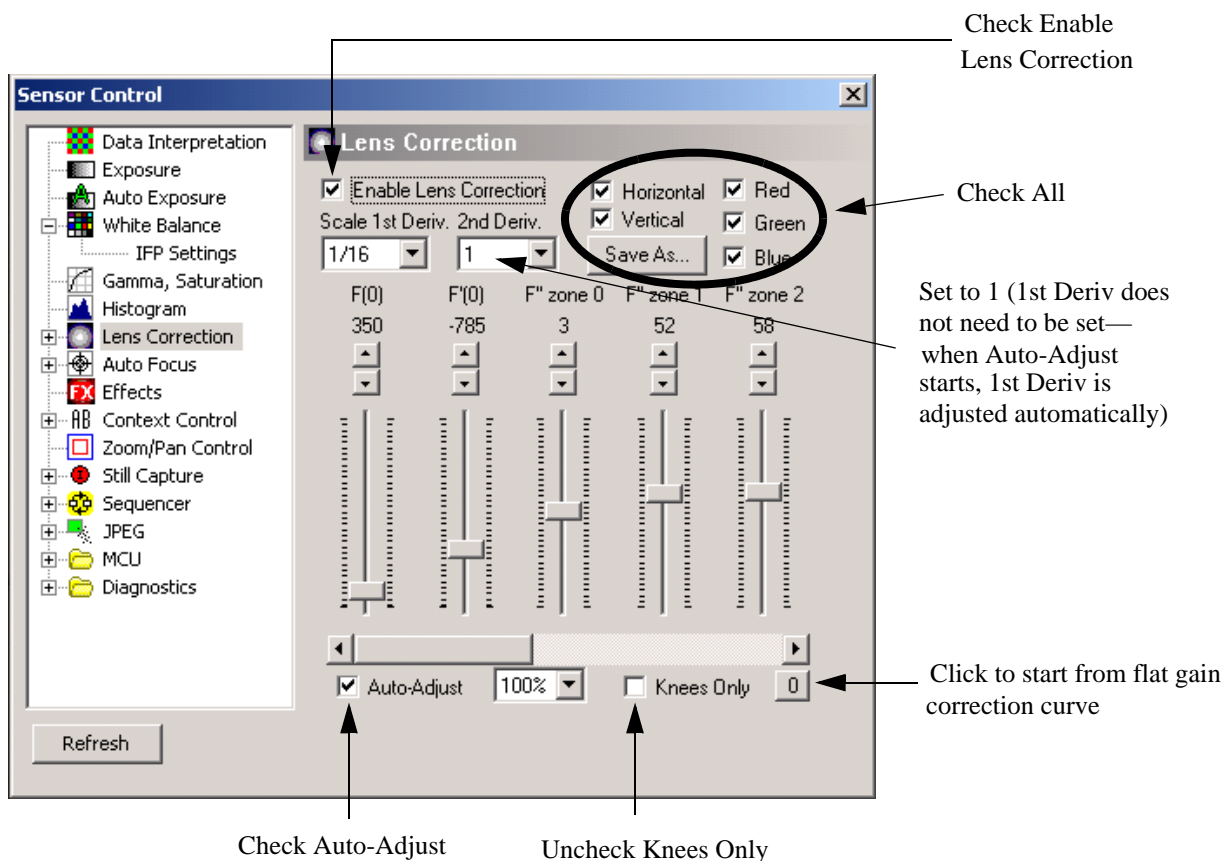 Check Enable
Lens Correction
Sensor Control
Data Interpretation
Exposure
Auto Exposure
White Balance
IFP Settings
Gamma, Saturation
Histogram
Lens Correction
Auto Focus
FX Effects
AB Context Control
Zoom/Pan Control
Still Capture
Sequencer
JPEG
MCU
Diagnostics
Refresh
Lens Correction
Enable Lens Correction
Horizontal
Red
Vertical
Green
Scale 1st Deriv. 2nd Deriv.
1/16
1
Save As...
Blue
F(0) F'(0) F" zone 0 F" zone 1 F" zone 2
350 -785 3 52 58
Auto-Adjust
100%
Knees Only
0
Check All
Set to 1 (1st Deriv does
not need to be set—
when Auto-Adjust
starts, 1st Deriv is
adjusted automatically)
Click to start from flat gain
correction curve
Check Auto-Adjust
Uncheck Knees Only